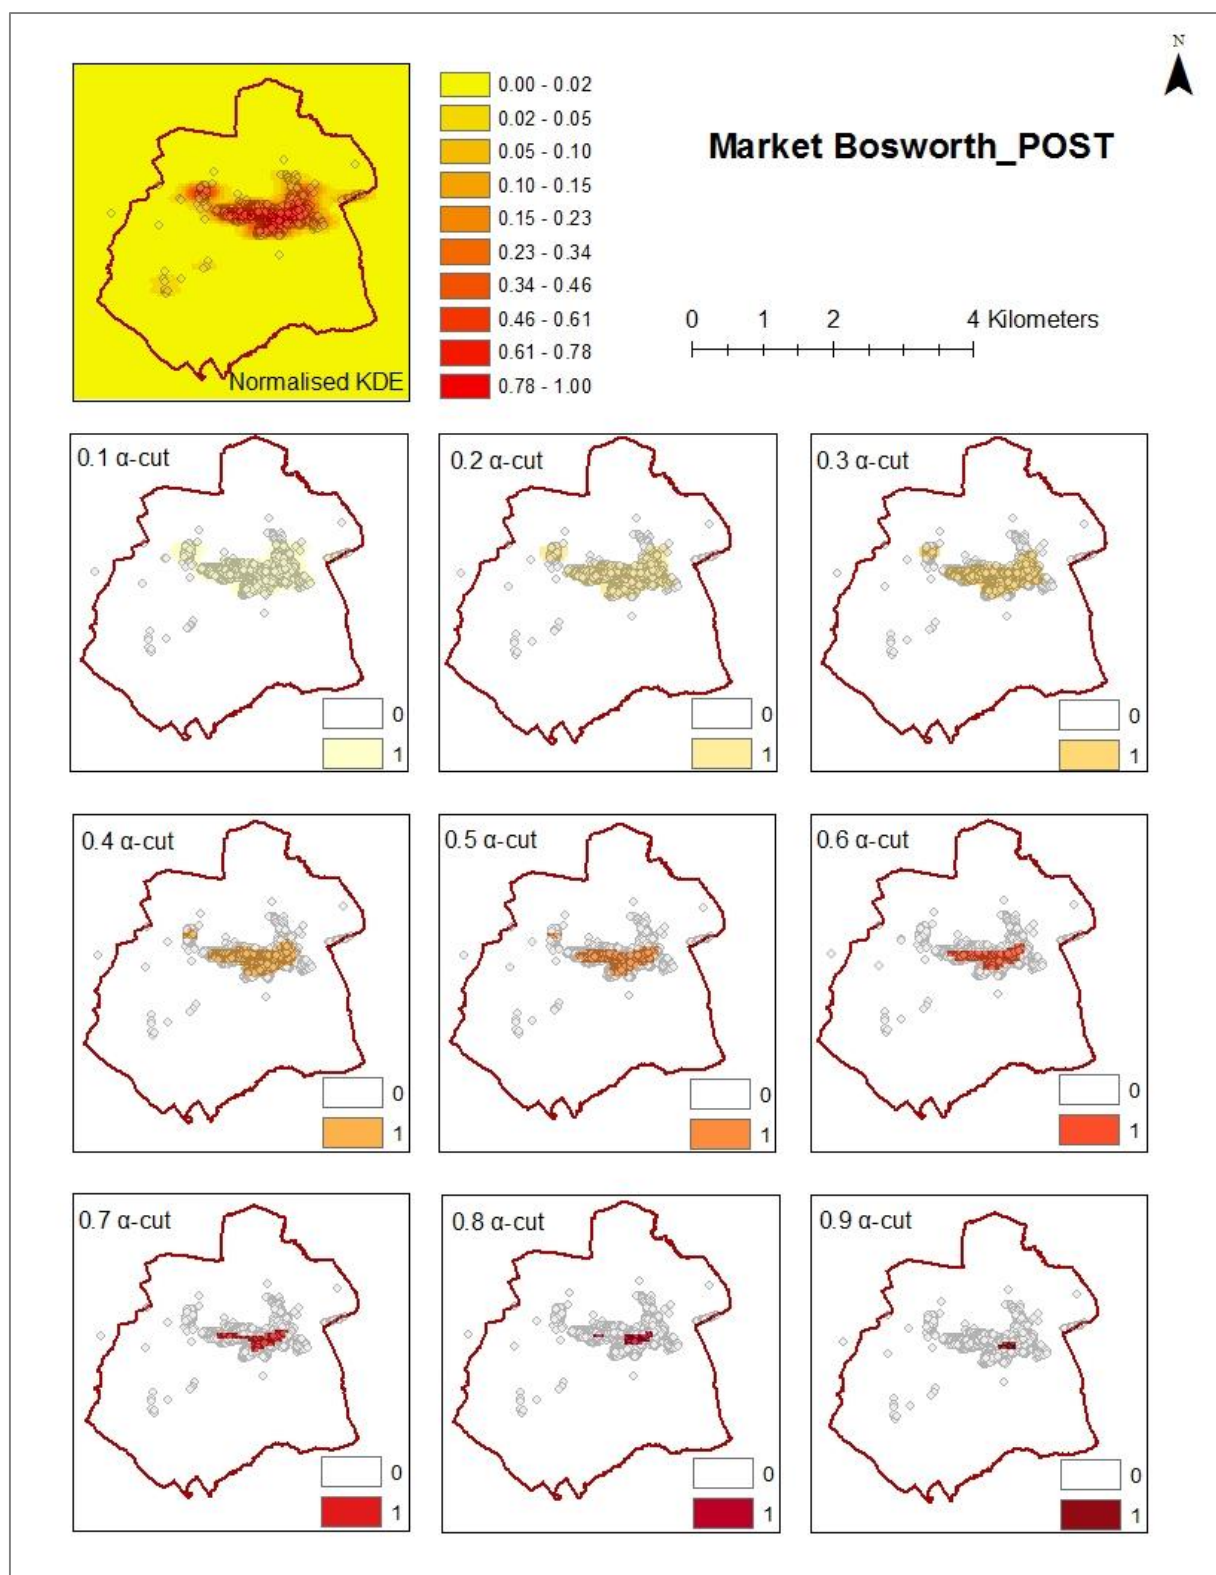 N
0.00 - 0.02
0.02 - 0.05
0.05 - 0.10
0.10 - 0.15
0.15 - 0.23
0.23 - 0.34
0.34 - 0.46
0.46 - 0.61
0.61 - 0.78
0.78 - 1.00
Normalised KDE
Market Bosworth_POST
0 1 2 4 Kilometers
0.1 α-cut
0
1
0.2 α-cut
0
1
0.3 α-cut
0
1
0.4 α-cut
0
1
0.5 α-cut
0
1
0.6 α-cut
0
1
0.7 α-cut
0
1
0.8 α-cut
0
1
0.9 α-cut
0
1